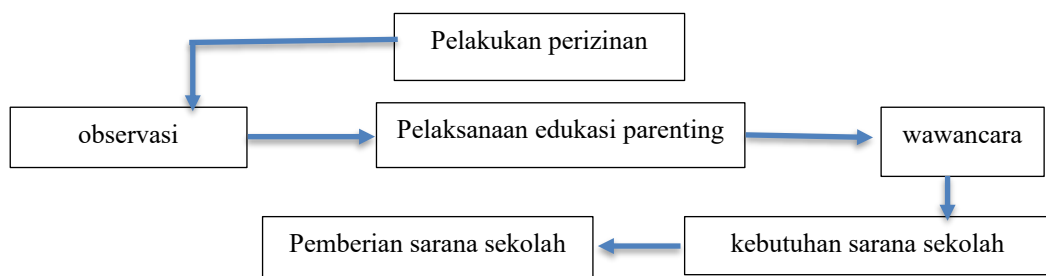 Pelakukan perizinan
observasi
Pelaksanaan edukasi parenting
wawancara
kebutuhan sarana sekolah
Pemberian sarana sekolah